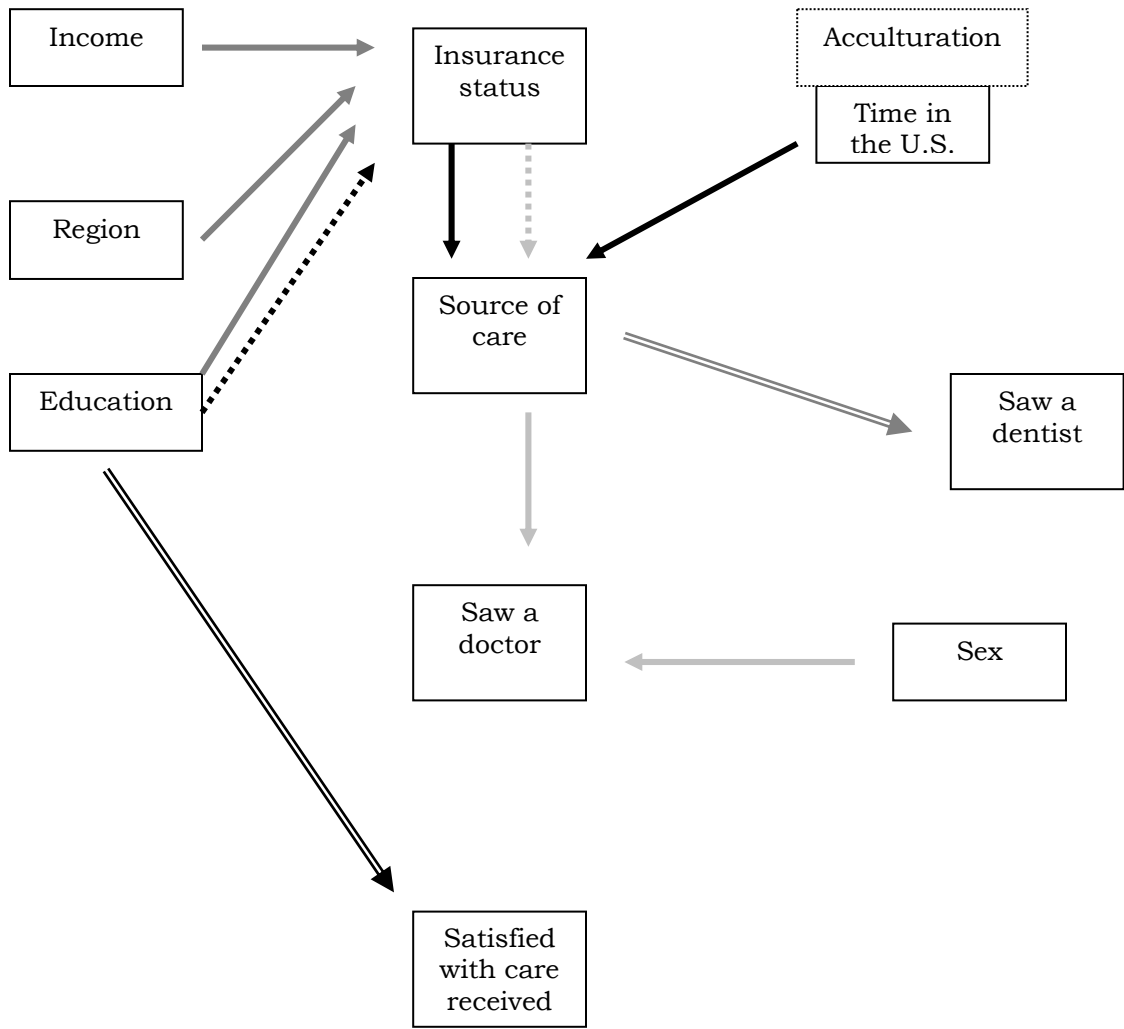 Income
Insurance
status
Acculturation
Time in
the U.S.
Region
Source of
care
Education
Saw a
dentist
Saw a
doctor
Sex
Satisfied
with care
received